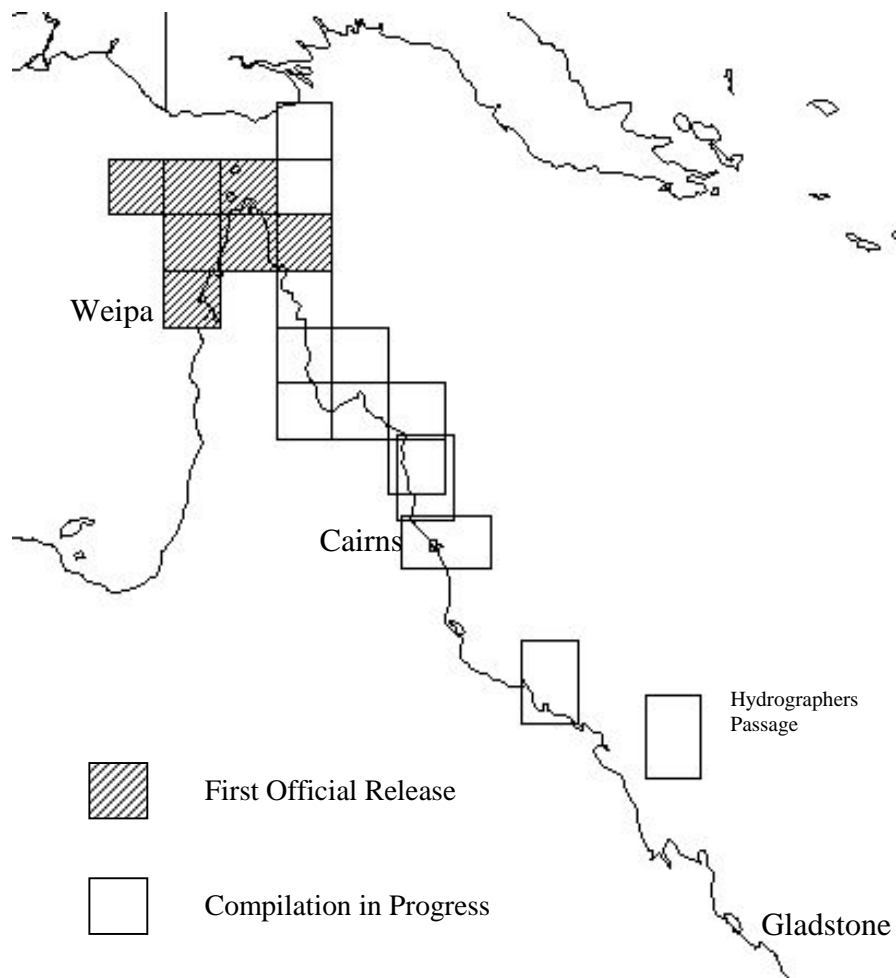 Weipa
Cairns
Hydrographers
Passage
First Official Release
Compilation in Progress
Gladstone